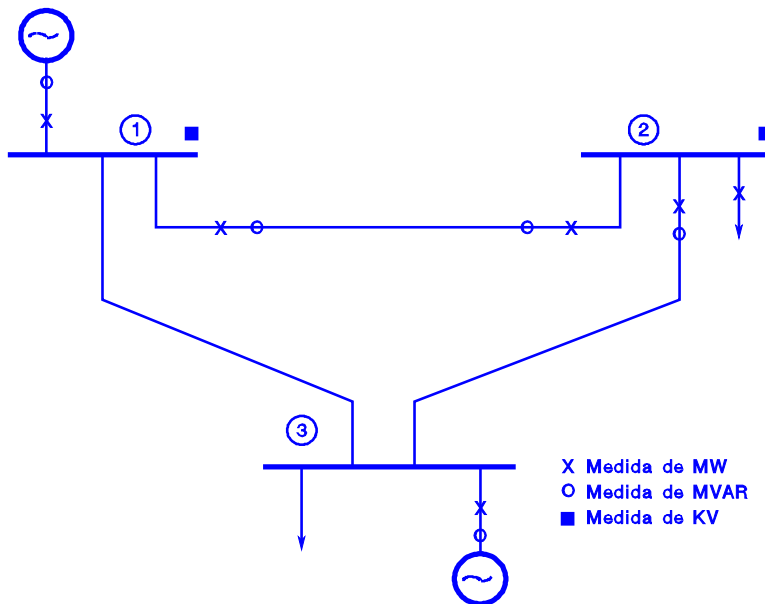 1
2
3
X Medida de MW
O Medida de MVAR
■ Medida de KV